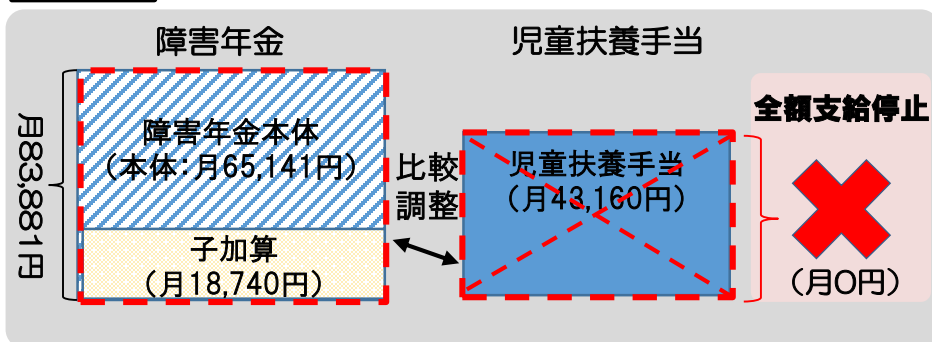 障害年金
児童扶養手当
月83,881円
障害年金本体
（本体：月65,141円）
子加算
（月18,740円）
比較
調整
児童扶養手当
（月43,160円）
全額支給停止
（月0円）